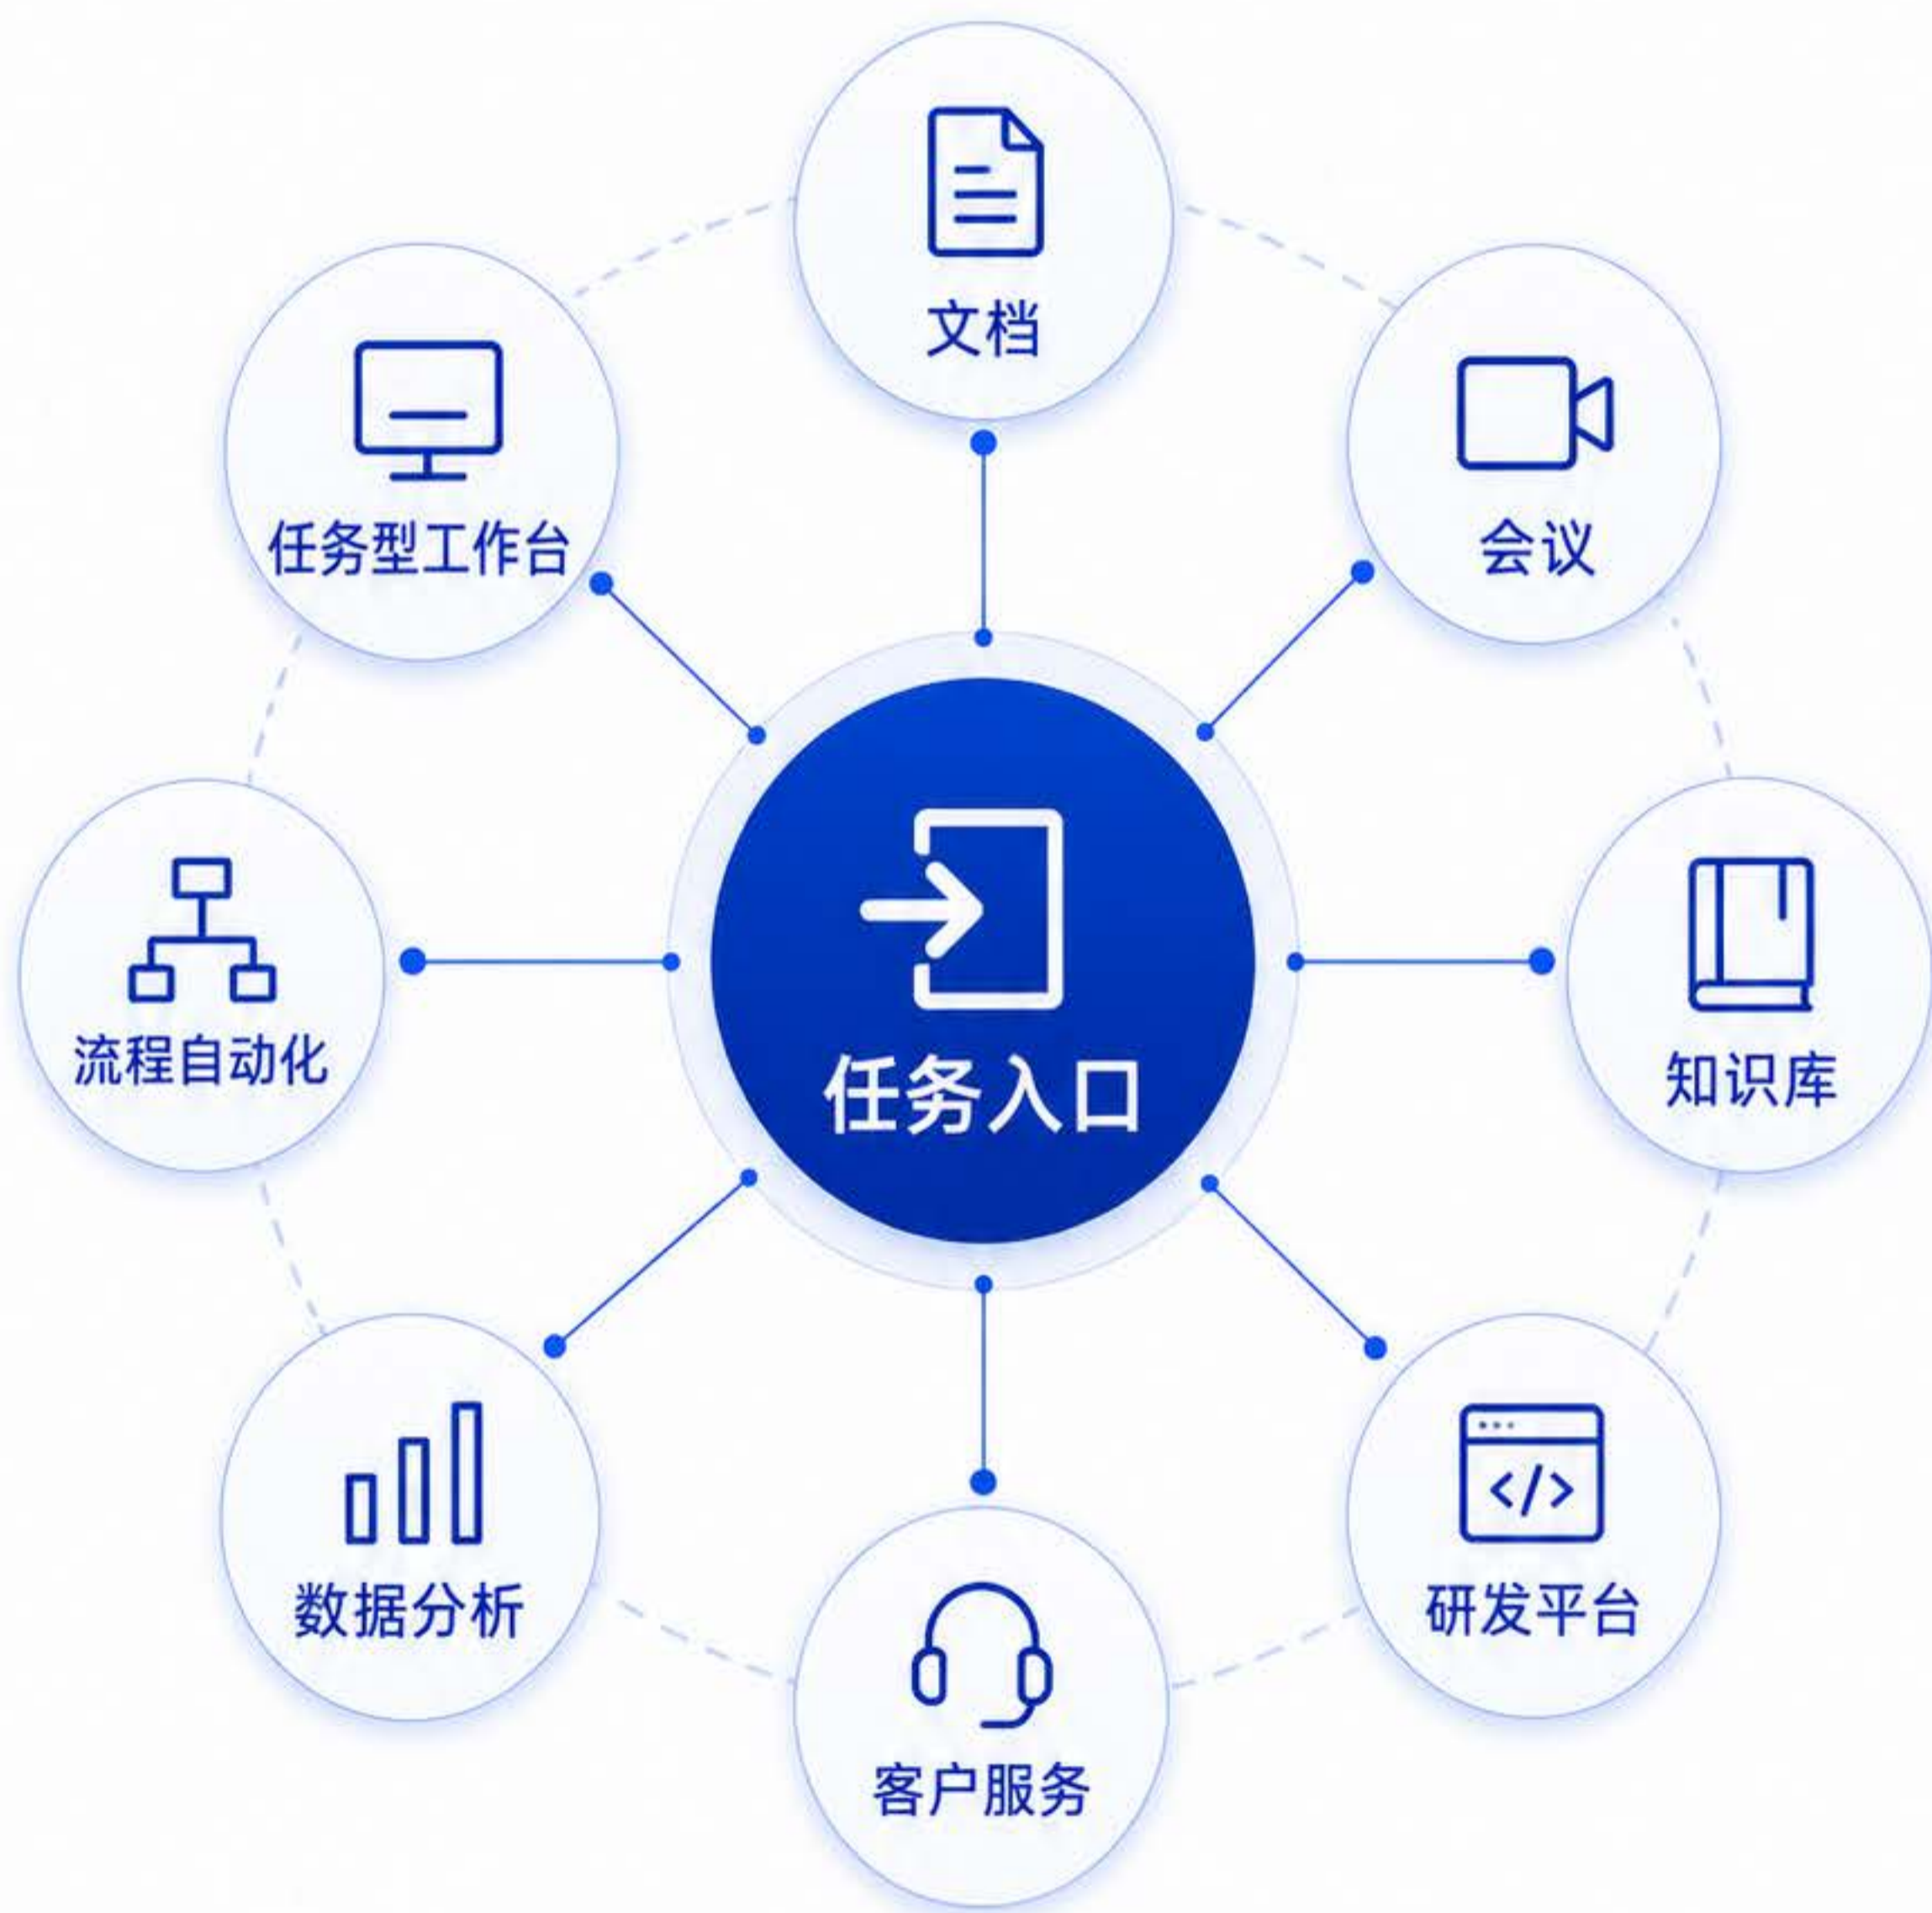 文档
任务型工作台
会议
任务入口
流程自动化
知识库
数据分析
研发平台
客户服务